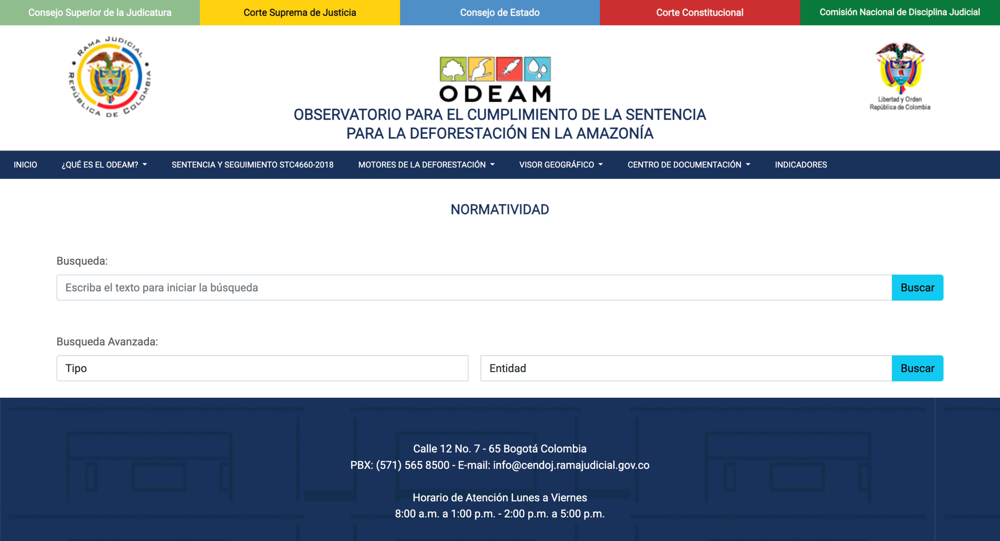 Consejo Superior de la Judicatura
Corte Suprema de Justicia
Consejo de Estado
Corte Constitucional
Comisión Nacional de Disciplina Judicial
RAMA JUDICIAL
REPÚBLICA DE COLOMBIA
ODEAM
OBSERVATORIO PARA EL CUMPLIMIENTO DE LA SENTENCIA
PARA LA DEFORESTACIÓN EN LA AMAZONÍA
Libertad y Orden
República de Colombia
INICIO
¿QUÉ ES EL ODEAM?
SENTENCIA Y SEGUIMIENTO STC4660-2018
MOTORES DE LA DEFORESTACIÓN
VISOR GEOGRÁFICO
CENTRO DE DOCUMENTACIÓN
INDICADORES
NORMATIVIDAD
Busqueda:
Escriba el texto para iniciar la búsqueda
Buscar
Busqueda Avanzada:
Tipo
Entidad
Buscar
Calle 12 No. 7 - 65 Bogotá Colombia
PBX: (571) 565 8500 - E-mail: info@cendoj.ramajudicial.gov.co
Horario de Atención Lunes a Viernes
8:00 a.m. a 1:00 p.m. - 2:00 p.m. a 5:00 p.m.